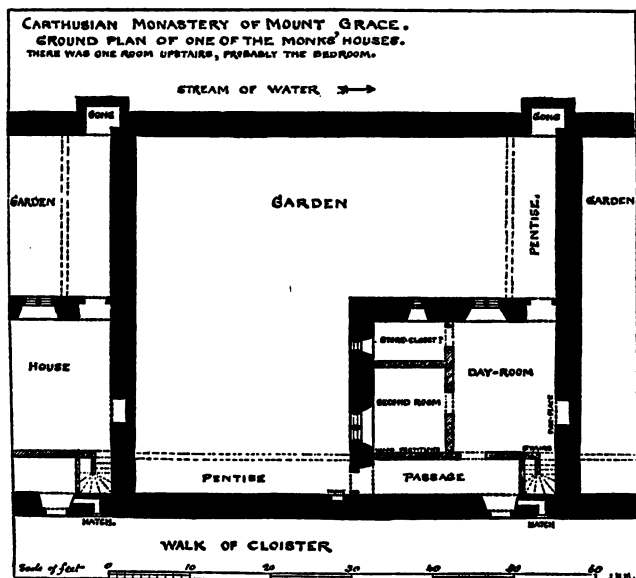 CARTHUSIAN MONASTERY OF MOUNT GRACE.
GROUND PLAN OF ONE OF THE MONKS' HOUSES.
THERE WAS ONE ROOM UPSTAIRS, PROBABLY THE BEDROOM.
STREAM OF WATER
GONG
GONG
GARDEN
GARDEN
PENTISE.
GARDEN
STORE-CLOSET?
HOUSE
DAY-ROOM
SECOND ROOM
FIRE-PLACE
PENTISE
PASSAGE
HATCH.
HATCH
WALK OF CLOISTER
Scale of feet
0 10 20 30 40 50 60